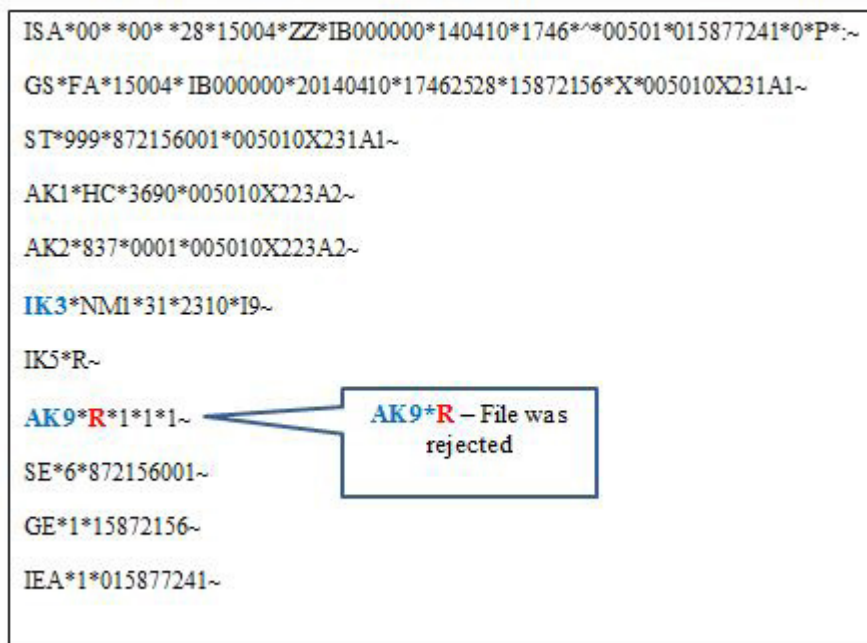 ISA*00* *00* *28*15004*ZZ*IB000000*140410*1746*^*00501*015877241*0*P*:~
GS*FA*15004* IB000000*20140410*17462528*15872156*X*005010X231A1~
ST*999*872156001*005010X231A1~
AK1*HC*3690*005010X223A2~
AK2*837*0001*005010X223A2~
IK3*NM1*31*2310*I9~
IK5*R~
AK9*R*1*1*1~
AK9*R – File was
rejected
SE*6*872156001~
GE*1*15872156~
IEA*1*015877241~